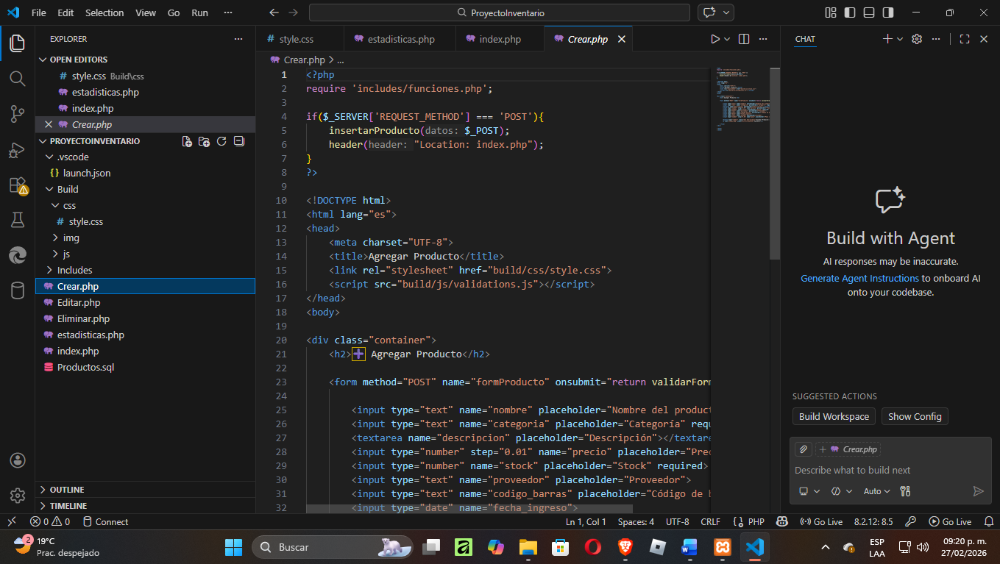 File Edit Selection View Go Run ···
ProyectoInventario
EXPLORER ···
OPEN EDITORS
# style.css Build\css
estadisticas.php
index.php
Crear.php
PROYECTOINVENTARIO
.vscode
{} launch.json
Build
css
# style.css
img
js
Includes
Crear.php
Editar.php
Eliminar.php
estadisticas.php
index.php
Productos.sql
OUTLINE
TIMELINE
# style.css
estadisticas.php
index.php
Crear.php
···
Crear.php > ...
1 <?php
2 require 'includes/funciones.php';
3
4 if($_SERVER['REQUEST_METHOD'] === 'POST'){
5 insertarProducto(datos: $_POST);
6 header(header: "Location: index.php");
7 }
8 ?>
9
10 <!DOCTYPE html>
11 <html lang="es">
12 <head>
13 <meta charset="UTF-8">
14 <title>Agregar Producto</title>
15 <link rel="stylesheet" href="build/css/style.css">
16 <script src="build/js/validations.js"></script>
17 </head>
18 <body>
19
20 <div class="container">
21 <h2>➕ Agregar Producto</h2>
22
23 <form method="POST" name="formProducto" onsubmit="return validarForm
24
25 <input type="text" name="nombre" placeholder="Nombre del product
26 <input type="text" name="categoria" placeholder="Categoría" requ
27 <textarea name="descripcion" placeholder="Descripción"></textare
28 <input type="number" step="0.01" name="precio" placeholder="Prec
29 <input type="number" name="stock" placeholder="Stock" required>
30 <input type="text" name="proveedor" placeholder="Proveedor">
31 <input type="text" name="codigo_barras" placeholder="Código de b
32 <input type="date" name="fecha_ingreso">
CHAT
···
Build with Agent
AI responses may be inaccurate.
Generate Agent Instructions to onboard AI
onto your codebase.
SUGGESTED ACTIONS
Build Workspace
Show Config
+ Crear.php
Describe what to build next
Auto
0 0 Connect
Ln 1, Col 1 Spaces: 4 UTF-8 CRLF {} PHP Go Live 8.2.12: 8.5 Go Live
2
19°C
Prac. despejado
Buscar
ESP
LAA
09:20 p. m.
27/02/2026